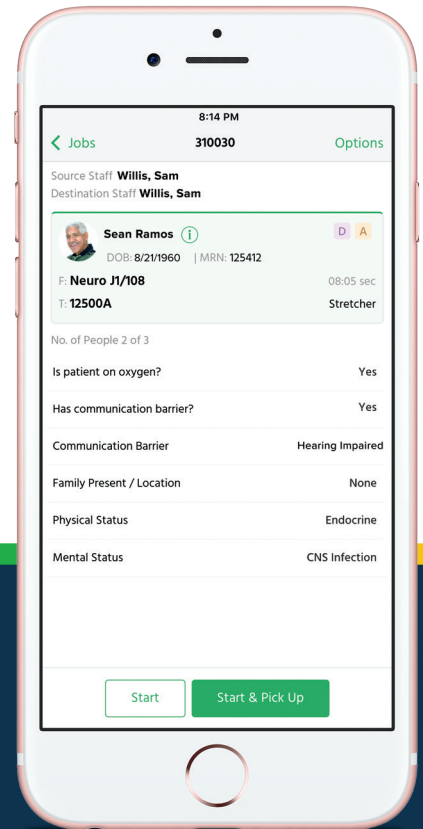 8:14 PM
Jobs 310030 Options
Source Staff Willis, Sam
Destination Staff Willis, Sam
Sean Ramos i D A
DOB: 8/21/1960 | MRN: 125412
F: Neuro J1/108 08:05 sec
T: 12500A Stretcher
No. of People 2 of 3
Is patient on oxygen? Yes
Has communication barrier? Yes
Communication Barrier Hearing Impaired
Family Present / Location None
Physical Status Endocrine
Mental Status CNS Infection
Start Start & Pick Up